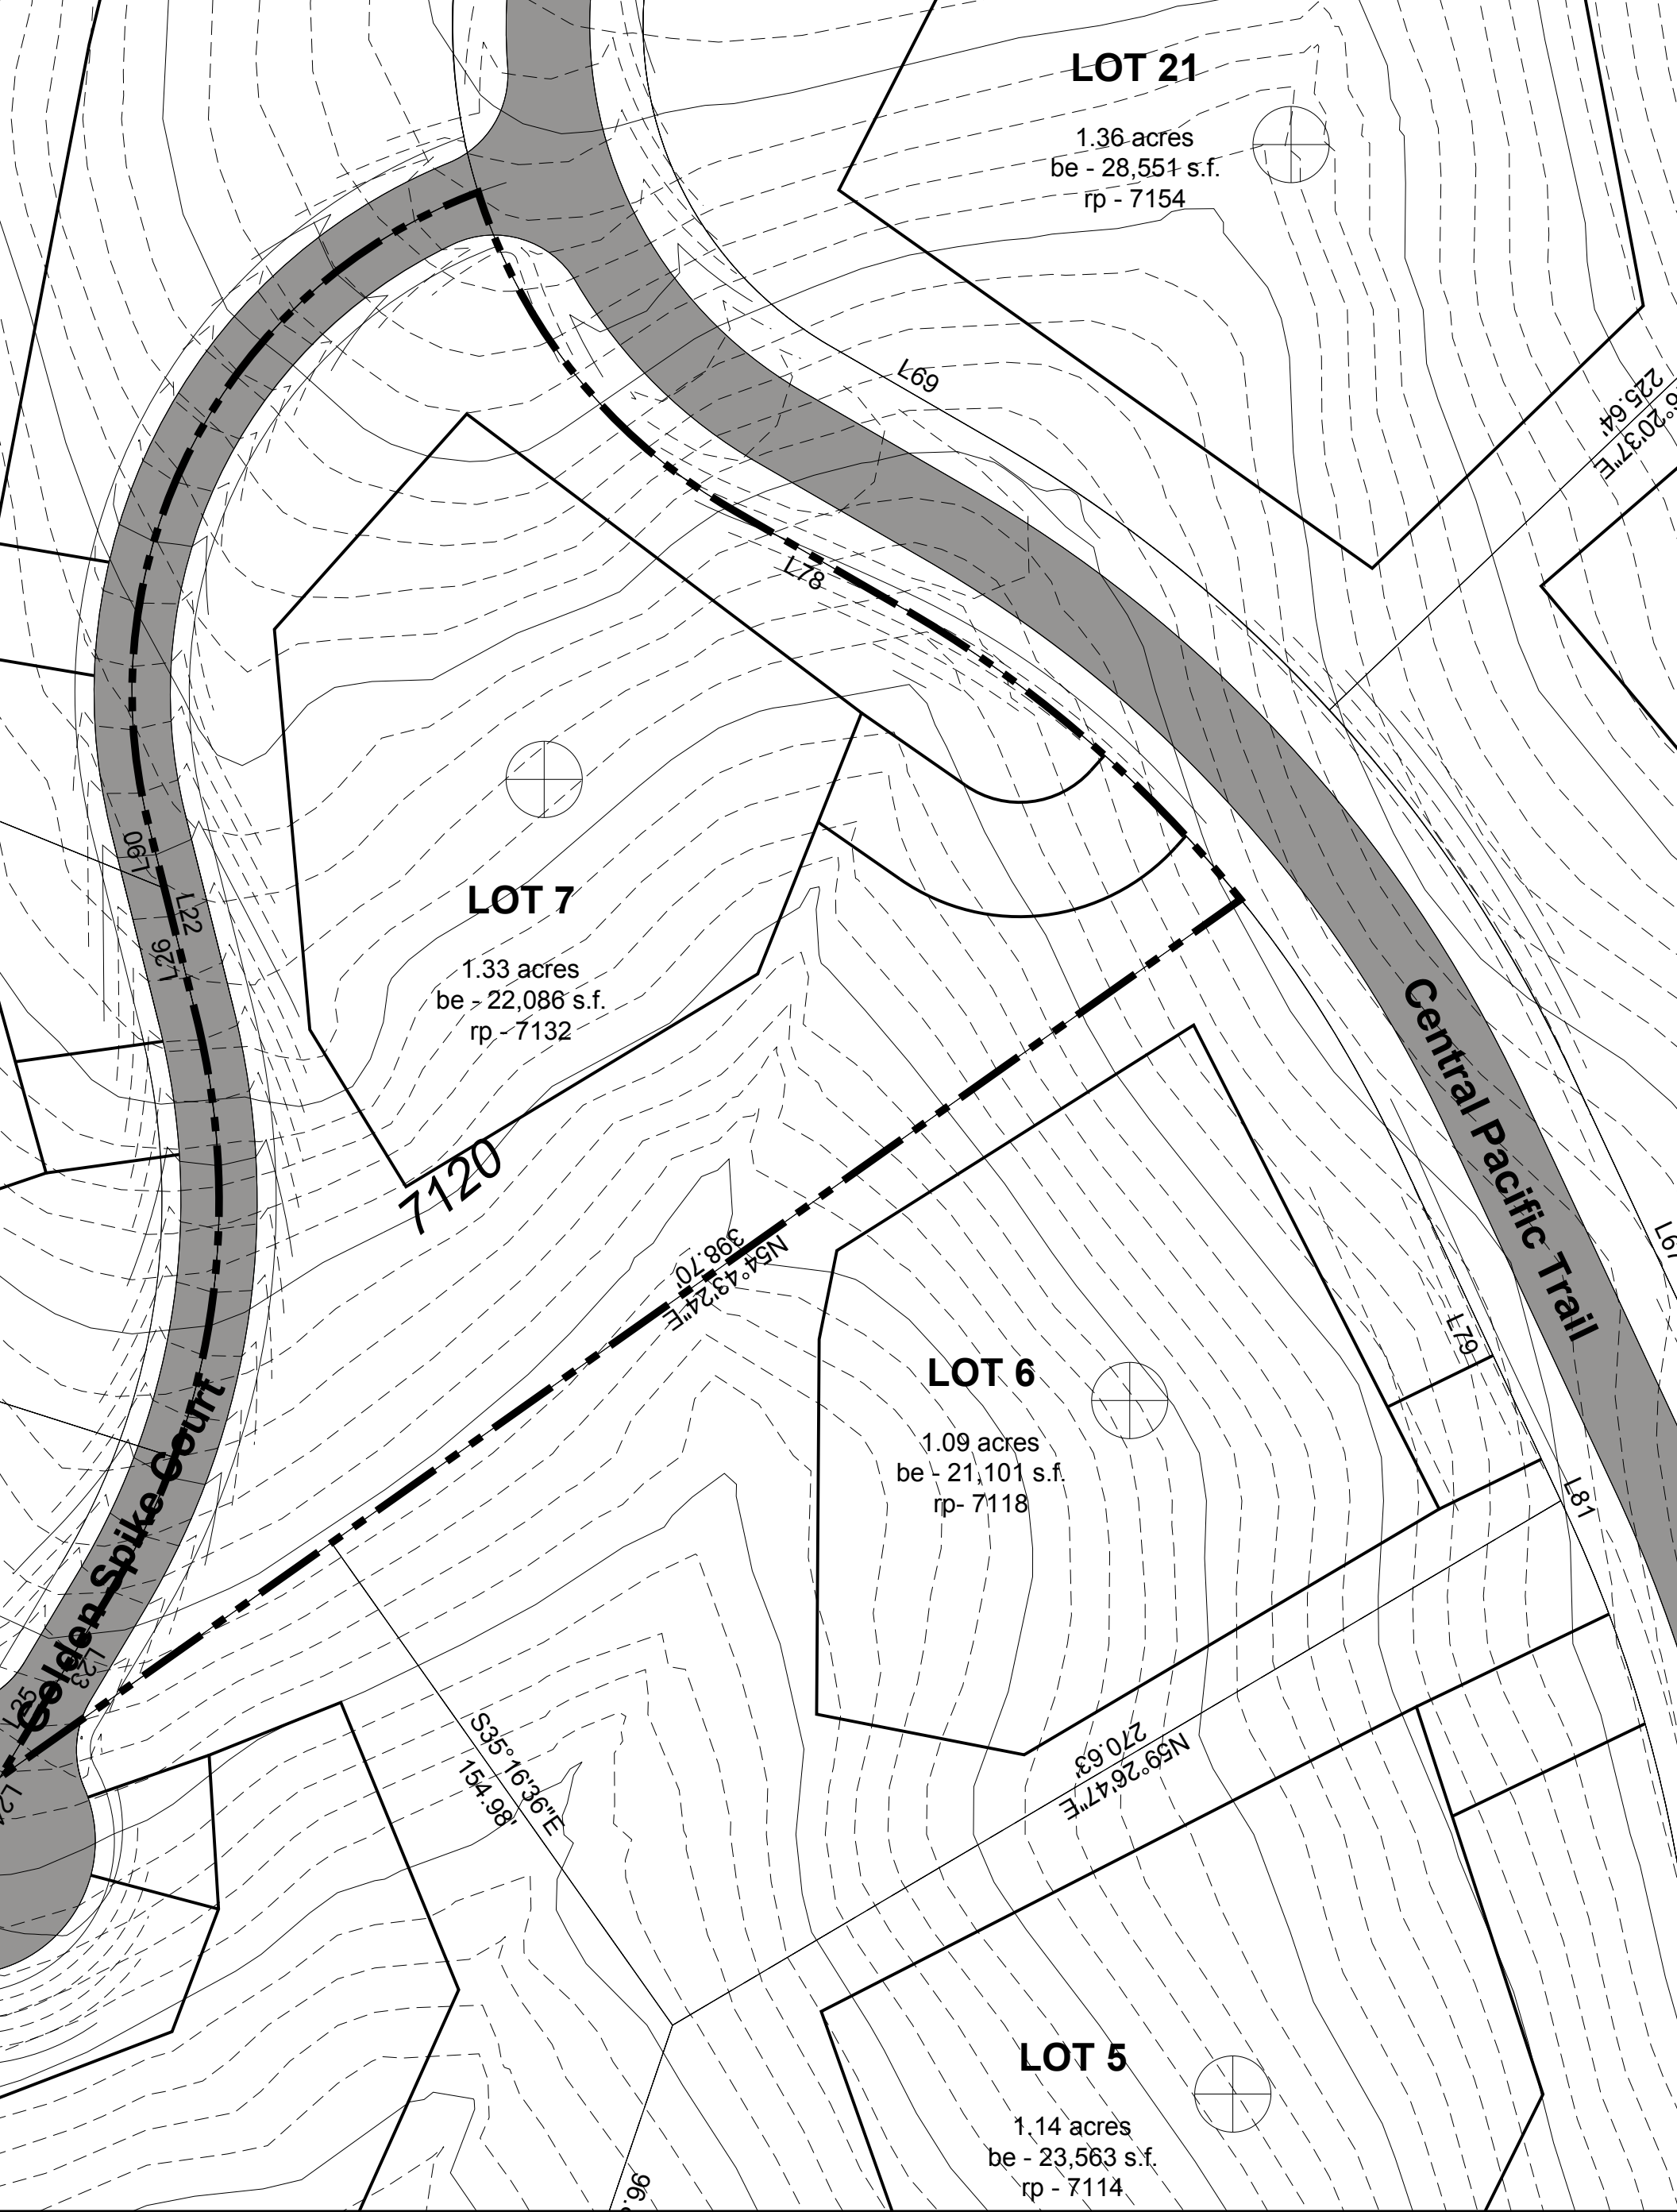 LOT 21
1.36 acres
be - 28,551 s.f.
rp - 7154
L69
225.64'
L78
L90
L22
L26
LOT 7
1.33 acres
be - 22,086 s.f.
rp - 7132
7120
398.70'
N54°43'24"E
Central Pacific Trail
L67
L79
L81
LOT 6
1.09 acres
be - 21,101 s.f.
rp- 7118
Golden Spike Court
L23
L25
S35°16'36"E
154.98'
270.63'
N59°26'47"E
LOT 5
1.14 acres
be - 23,563 s.f.
rp - 7114